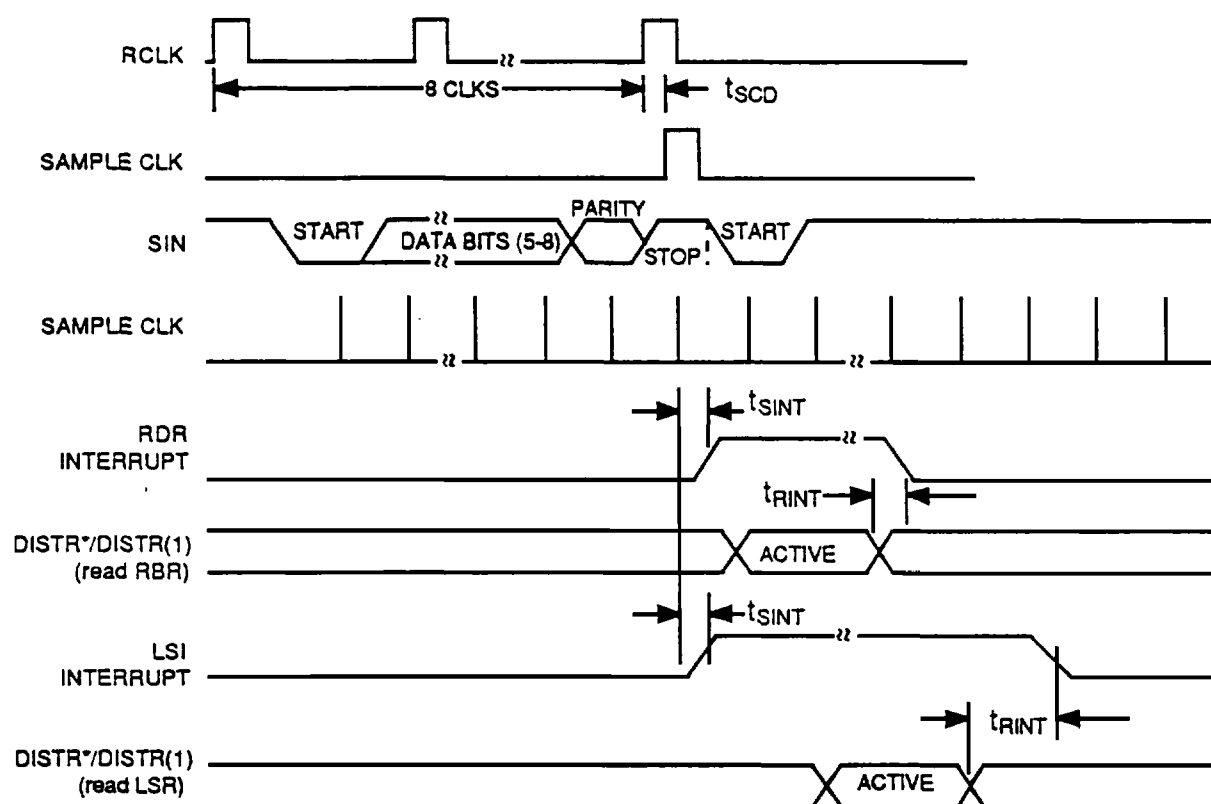 RCLK
8 CLKS
tSCD
SAMPLE CLK
SIN
START
DATA BITS (5-8)
PARITY
STOP
START
SAMPLE CLK
tSINT
RDR
INTERRUPT
tRINT
DISTR*/DISTR(1)
(read RBR)
ACTIVE
tSINT
LSI
INTERRUPT
tRINT
DISTR*/DISTR(1)
(read LSR)
ACTIVE